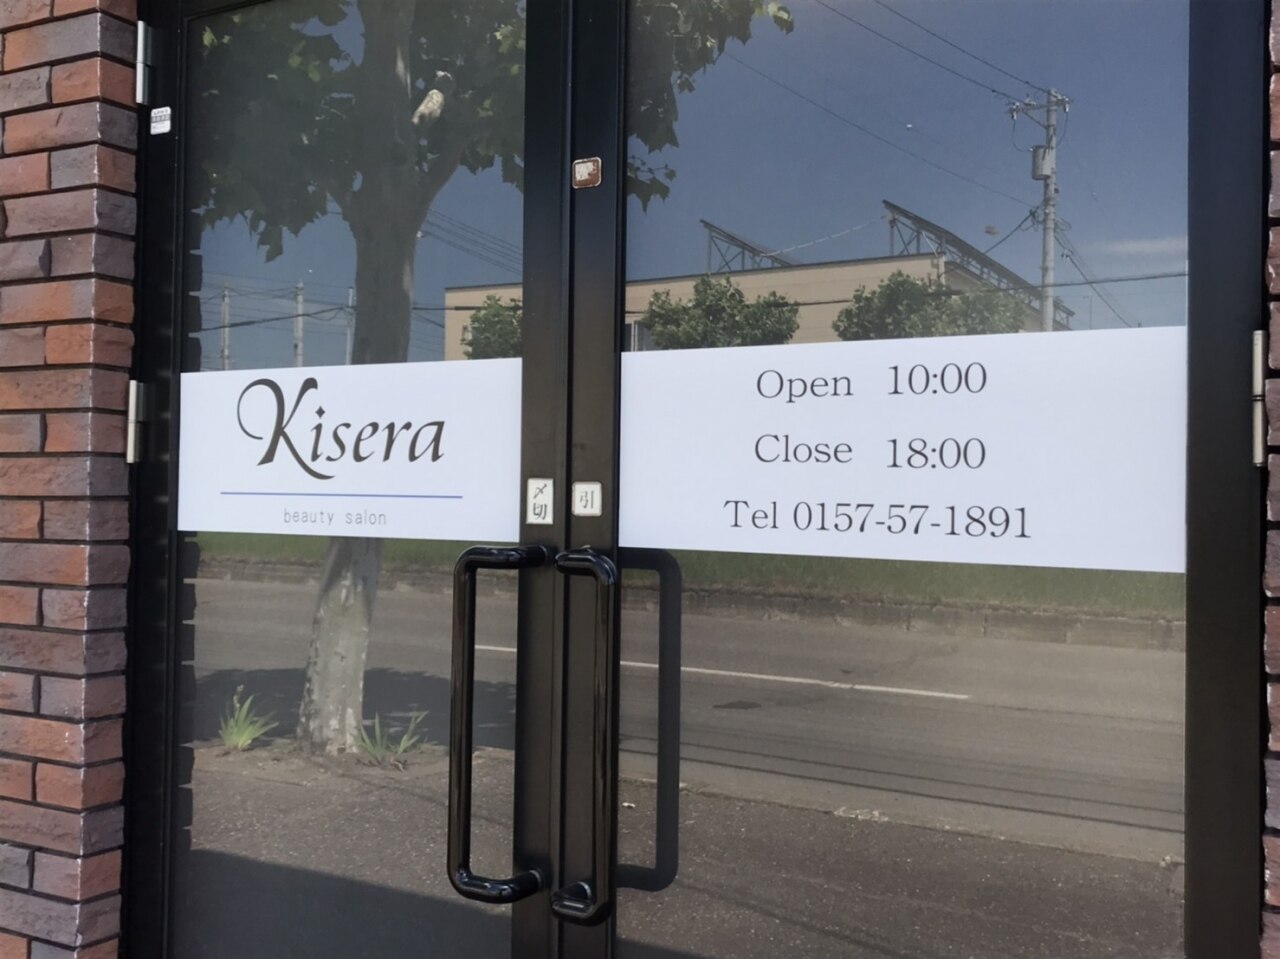 Kisera
beauty salon
〆切
引
Open 10:00
Close 18:00
Tel 0157-57-1891